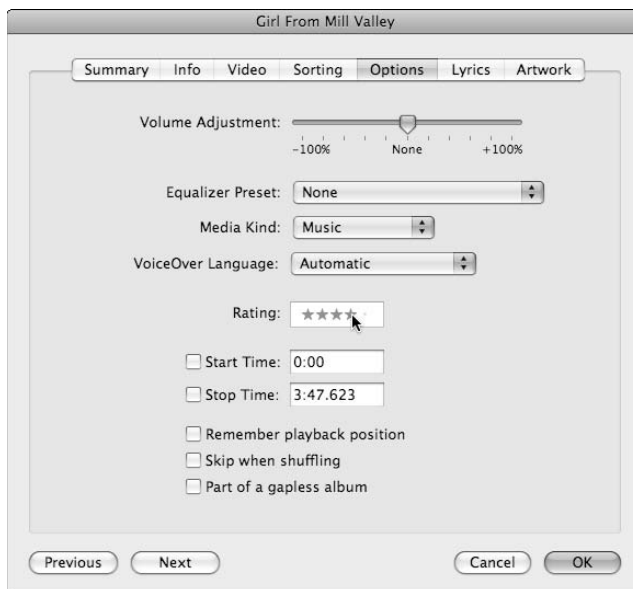 Girl From Mill Valley
Summary Info Video Sorting Options Lyrics Artwork
Volume Adjustment:
-100% None +100%
Equalizer Preset: None
Media Kind: Music
VoiceOver Language: Automatic
Rating: ★★★★
Start Time: 0:00
Stop Time: 3:47.623
Remember playback position
Skip when shuffling
Part of a gapless album
Previous Next Cancel OK